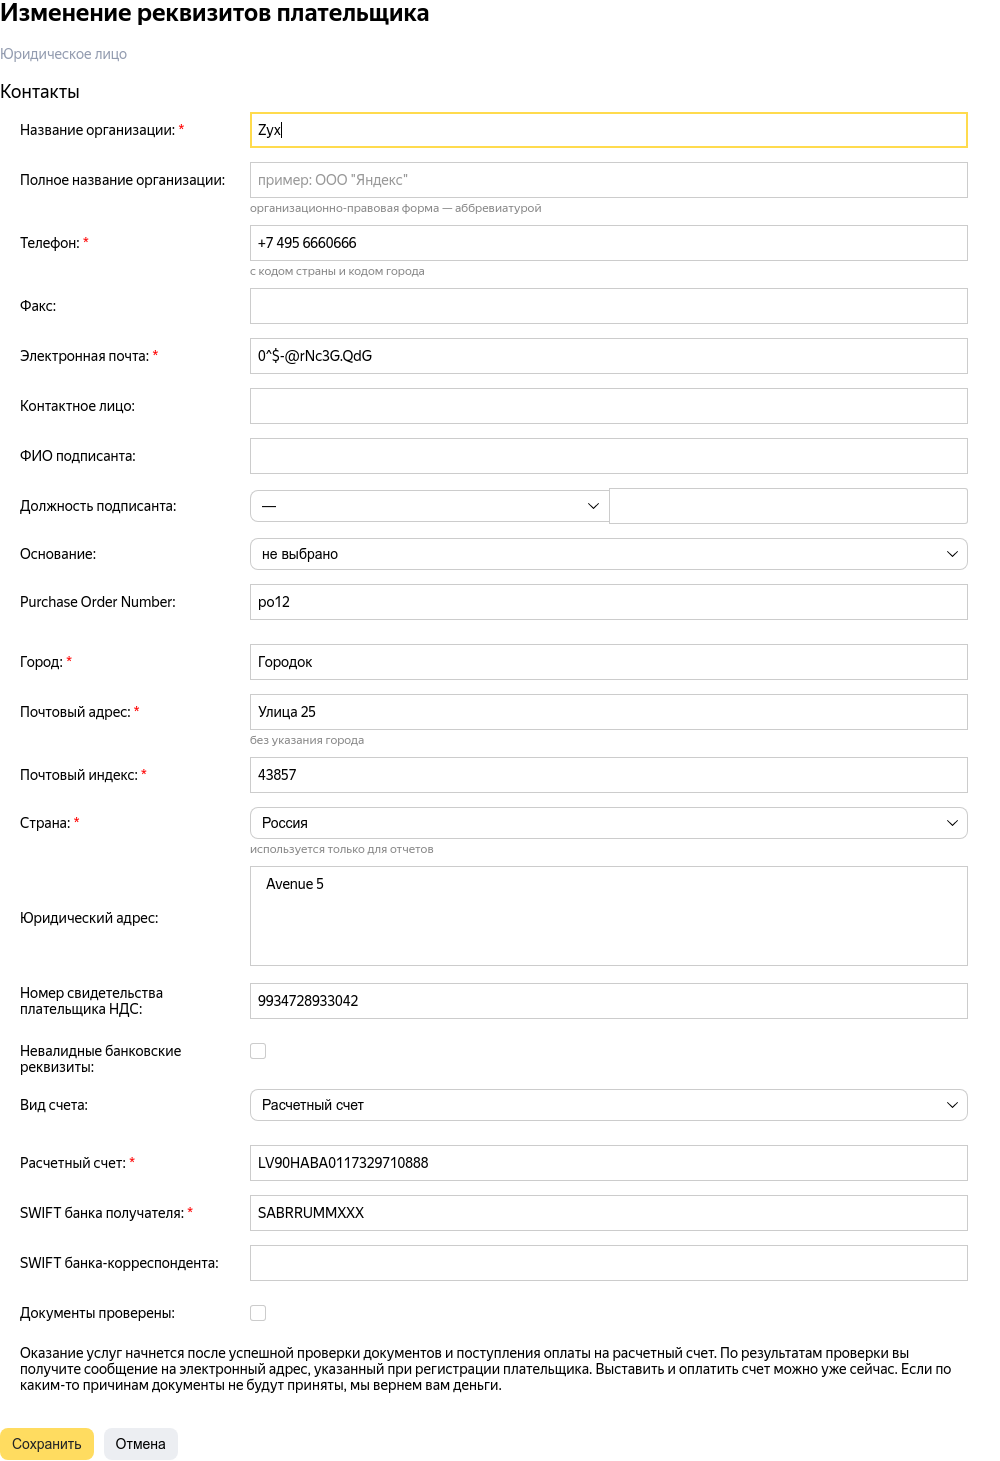 Изменение реквизитов плательщика
Юридическое лицо
Контакты
Название организации: * Zyx
Полное название организации: пример: ООО "Яндекс"
организационно-правовая форма — аббревиатурой
Телефон: * +7 495 6660666
с кодом страны и кодом города
Факс:
Электронная почта: * 0^$-@rNc3G.QdG
Контактное лицо:
ФИО подписанта:
Должность подписанта: —
Основание: не выбрано
Purchase Order Number: po12
Город: * Городок
Почтовый адрес: * Улица 25
без указания города
Почтовый индекс: * 43857
Страна: * Россия
используется только для отчетов
Avenue 5
Юридический адрес:
Номер свидетельства
плательщика НДС: 9934728933042
Невалидные банковские
реквизиты:
Вид счета: Расчетный счет
Расчетный счет: * LV90HABA0117329710888
SWIFT банка получателя: * SABRRUMMXXX
SWIFT банка-корреспондента:
Документы проверены:
Оказание услуг начнется после успешной проверки документов и поступления оплаты на расчетный счет. По результатам проверки вы
получите сообщение на электронный адрес, указанный при регистрации плательщика. Выставить и оплатить счет можно уже сейчас. Если по
каким-то причинам документы не будут приняты, мы вернем вам деньги.
Сохранить Отмена